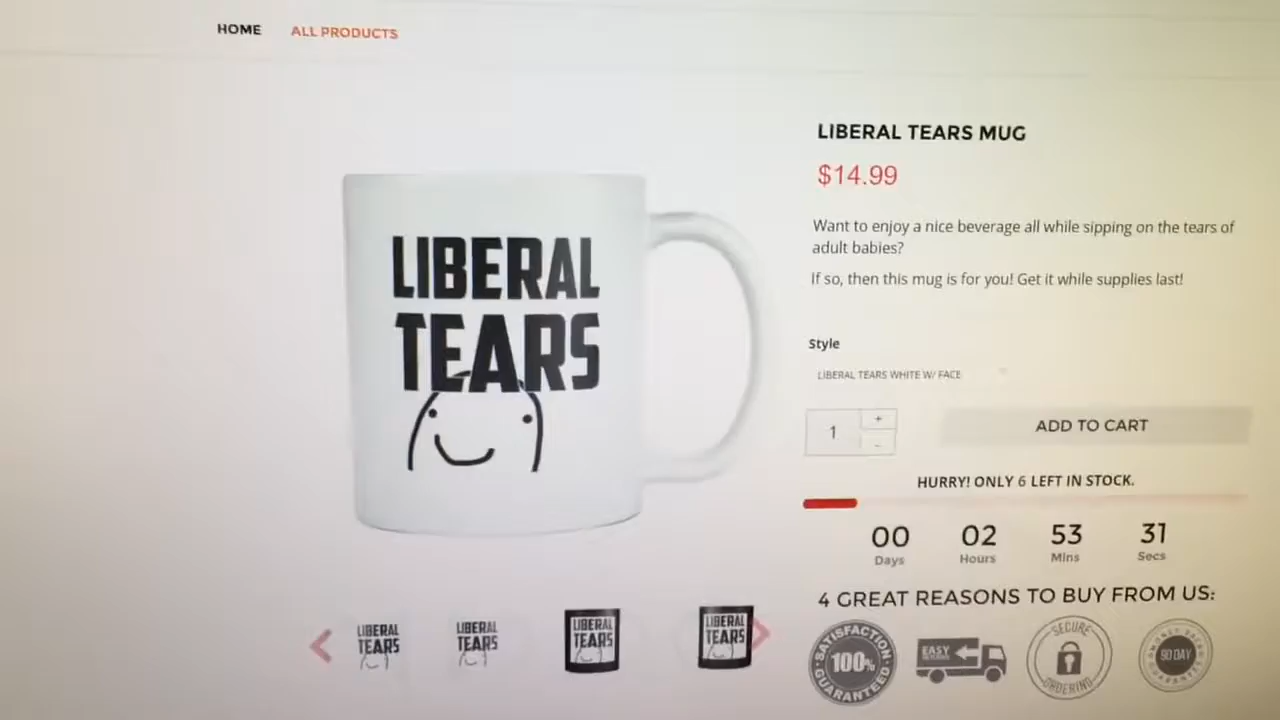 HOME ALL PRODUCTS
LIBERAL TEARS MUG
$14.99
Want to enjoy a nice beverage all while sipping on the tears of
adult babies?
If so, then this mug is for you! Get it while supplies last!
LIBERAL
TEARS
Style
LIBERAL TEARS WHITE W/ FACE
1 + -
ADD TO CART
HURRY! ONLY 6 LEFT IN STOCK.
00 02 53 31
Days Hours Mins Secs
4 GREAT REASONS TO BUY FROM US:
LIBERAL
TEARS
LIBERAL
TEARS
LIBERAL
TEARS
LIBERAL
TEARS
SATISFACTION
100%
GUARANTEED
EASY
SECURE
ORDERING
90 DAY